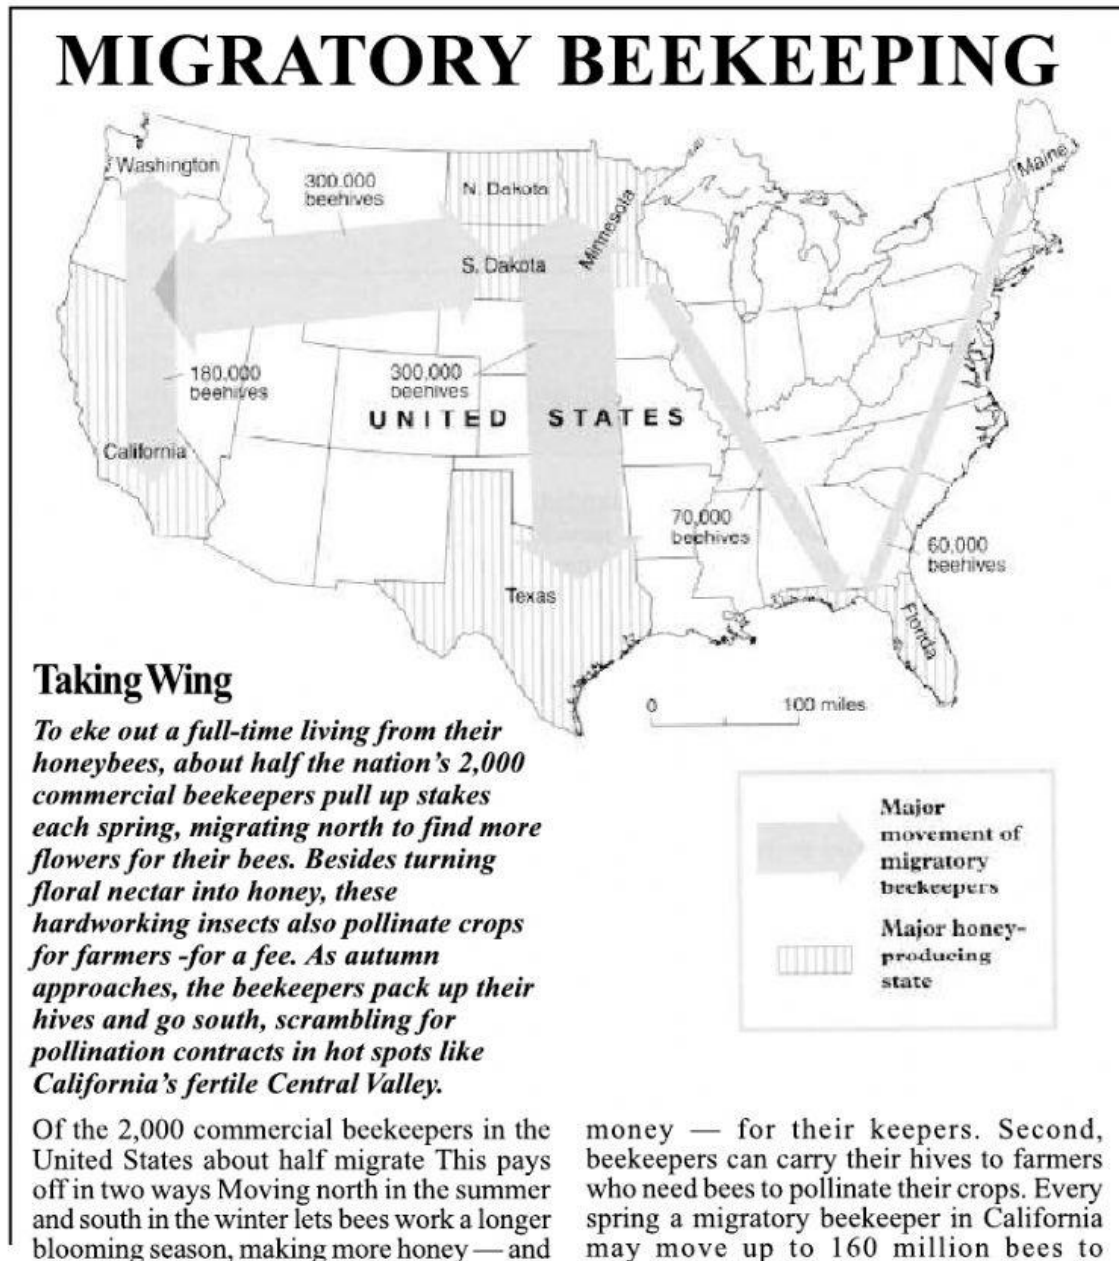 MIGRATORY BEEKEEPING
Washington
300,000
beehives
N. Dakota
Minnesota
S. Dakota
Maine
180,000
beehives
300,000
beehives
UNITED STATES
California
70,000
beehives
60,000
beehives
Texas
Florida
0 100 miles
Taking Wing
To eke out a full-time living from their
honeybees, about half the nation's 2,000
commercial beekeepers pull up stakes
each spring, migrating north to find more
flowers for their bees. Besides turning
floral nectar into honey, these
hardworking insects also pollinate crops
for farmers -for a fee. As autumn
approaches, the beekeepers pack up their
hives and go south, scrambling for
pollination contracts in hot spots like
California's fertile Central Valley.
Major
movement of
migratory
beekeepers
Major honey-
producing
state
Of the 2,000 commercial beekeepers in the
United States about half migrate This pays
off in two ways Moving north in the summer
and south in the winter lets bees work a longer
blooming season, making more honey — and
money — for their keepers. Second,
beekeepers can carry their hives to farmers
who need bees to pollinate their crops. Every
spring a migratory beekeeper in California
may move up to 160 million bees to